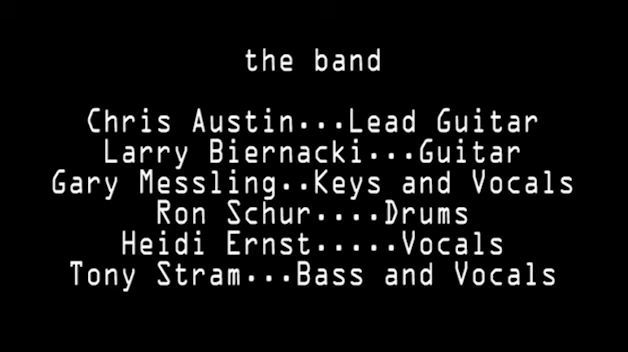 the band
Chris Austin...Lead Guitar
Larry Biernacki...Guitar
Gary Messling..Keys and Vocals
Ron Schur....Drums
Heidi Ernst.....Vocals
Tony Stram...Bass and Vocals